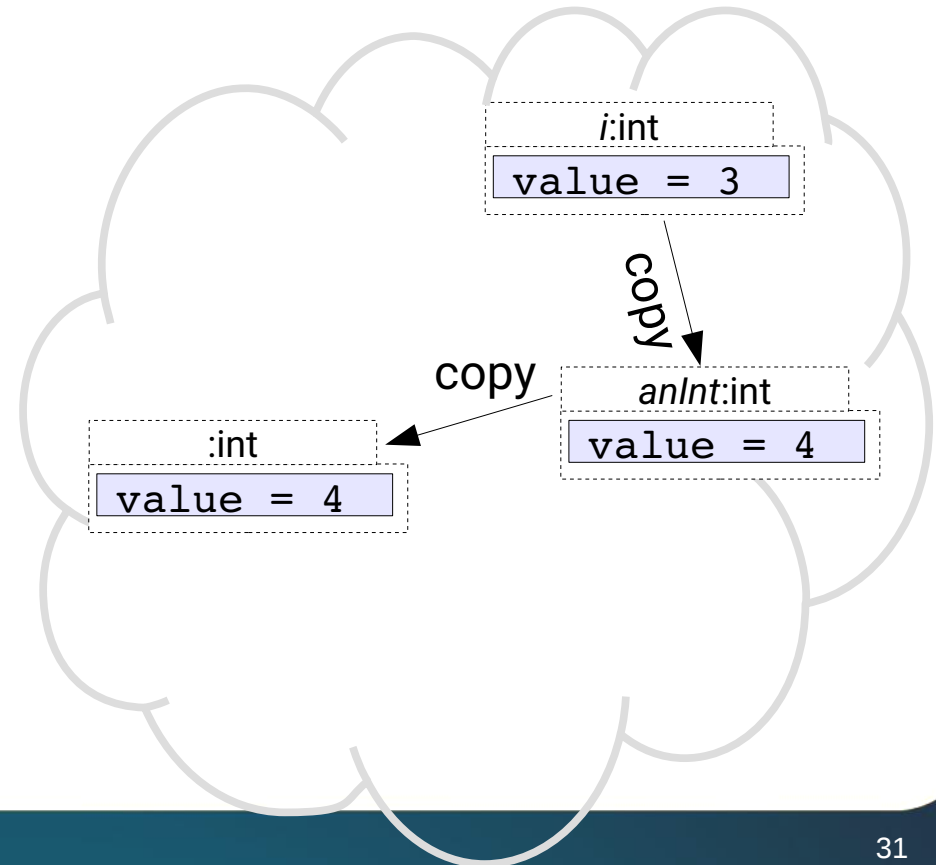 i:int
value = 3
copy
copy
anInt:int
value = 4
:int
value = 4
31